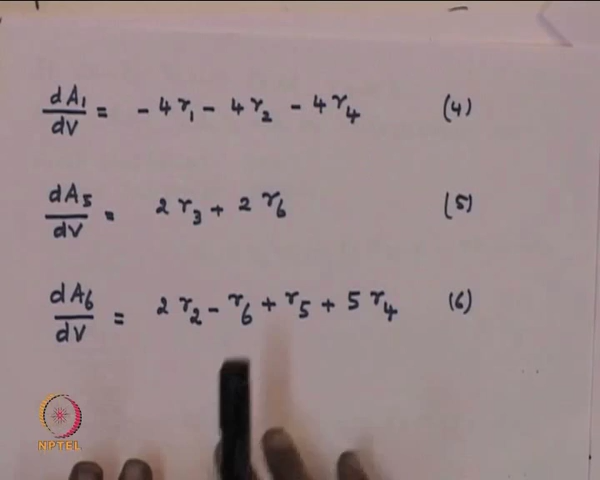 dA₁/dV = - 4 r₁ - 4 r₂ - 4 r₄ (4)
dA₅/dV = 2 r₃ + 2 r₆ (5)
dA₆/dV = 2 r₂ - r₆ + r₅ + 5 r₄ (6)
NPTEL